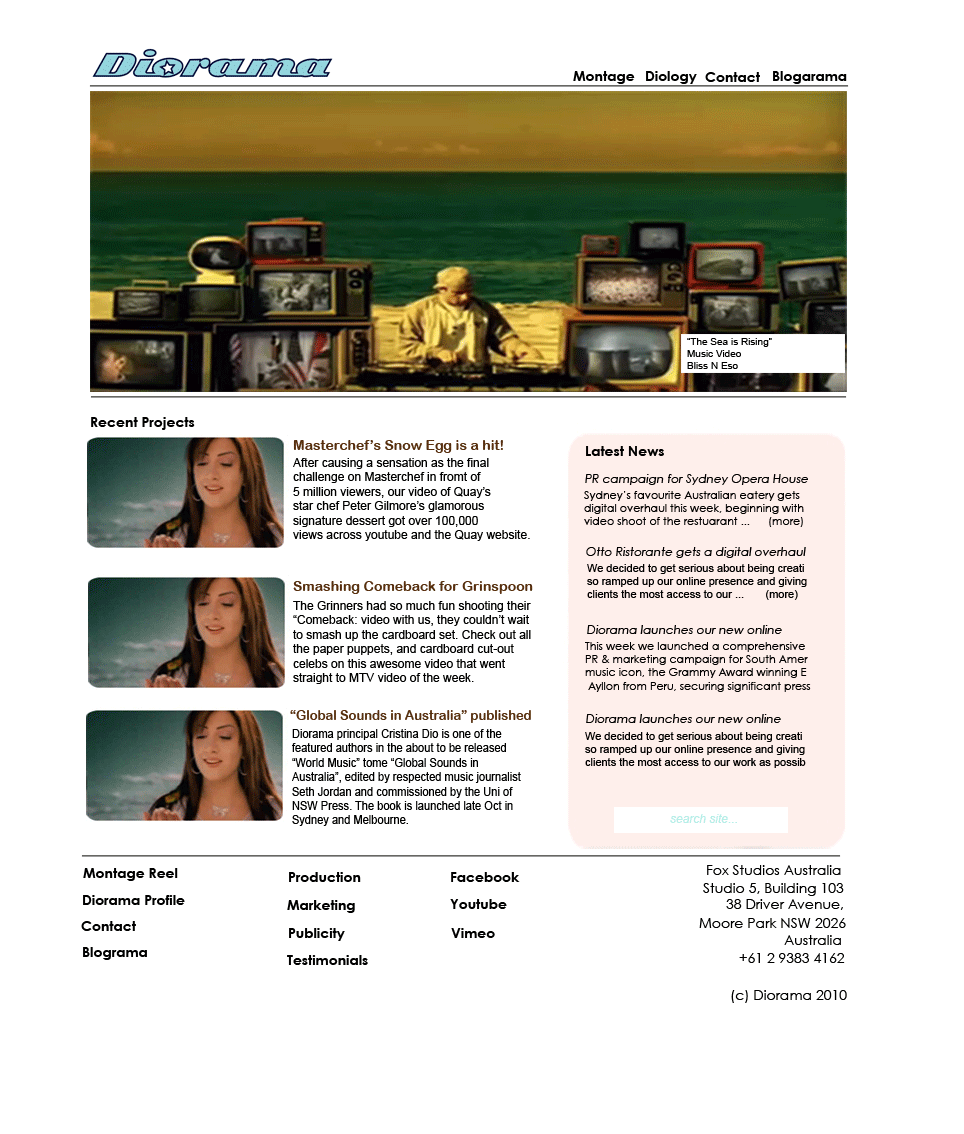 Diorama
Montage Diology Contact Blogarama
"The Sea is Rising"
Music Video
Bliss N Eso
Recent Projects
Masterchef's Snow Egg is a hit!
After causing a sensation as the final
challenge on Masterchef in fromt of
5 million viewers, our video of Quay's
star chef Peter Gilmore's glamorous
signature dessert got over 100,000
views across youtube and the Quay website.
Smashing Comeback for Grinspoon
The Grinners had so much fun shooting their
“Comeback: video with us, they couldn't wait
to smash up the cardboard set. Check out all
the paper puppets, and cardboard cut-out
celebs on this awesome video that went
straight to MTV video of the week.
“Global Sounds in Australia” published
Diorama principal Cristina Dio is one of the
featured authors in the about to be released
“World Music” tome “Global Sounds in
Australia”, edited by respected music journalist
Seth Jordan and commissioned by the Uni of
NSW Press. The book is launched late Oct in
Sydney and Melbourne.
Latest News
PR campaign for Sydney Opera House
Sydney's favourite Australian eatery gets
digital overhaul this week, beginning with
video shoot of the restuarant ... (more)
Otto Ristorante gets a digital overhaul
We decided to get serious about being creati
so ramped up our online presence and giving
clients the most access to our ... (more)
Diorama launches our new online
This week we launched a comprehensive
PR & marketing campaign for South Amer
music icon, the Grammy Award winning E
Ayllon from Peru, securing significant press
Diorama launches our new online
We decided to get serious about being creati
so ramped up our online presence and giving
clients the most access to our work as possib
search site...
Montage Reel
Diorama Profile
Contact
Blograma
Production
Marketing
Publicity
Testimonials
Facebook
Youtube
Vimeo
Fox Studios Australia
Studio 5, Building 103
38 Driver Avenue,
Moore Park NSW 2026
Australia
+61 2 9383 4162
(c) Diorama 2010